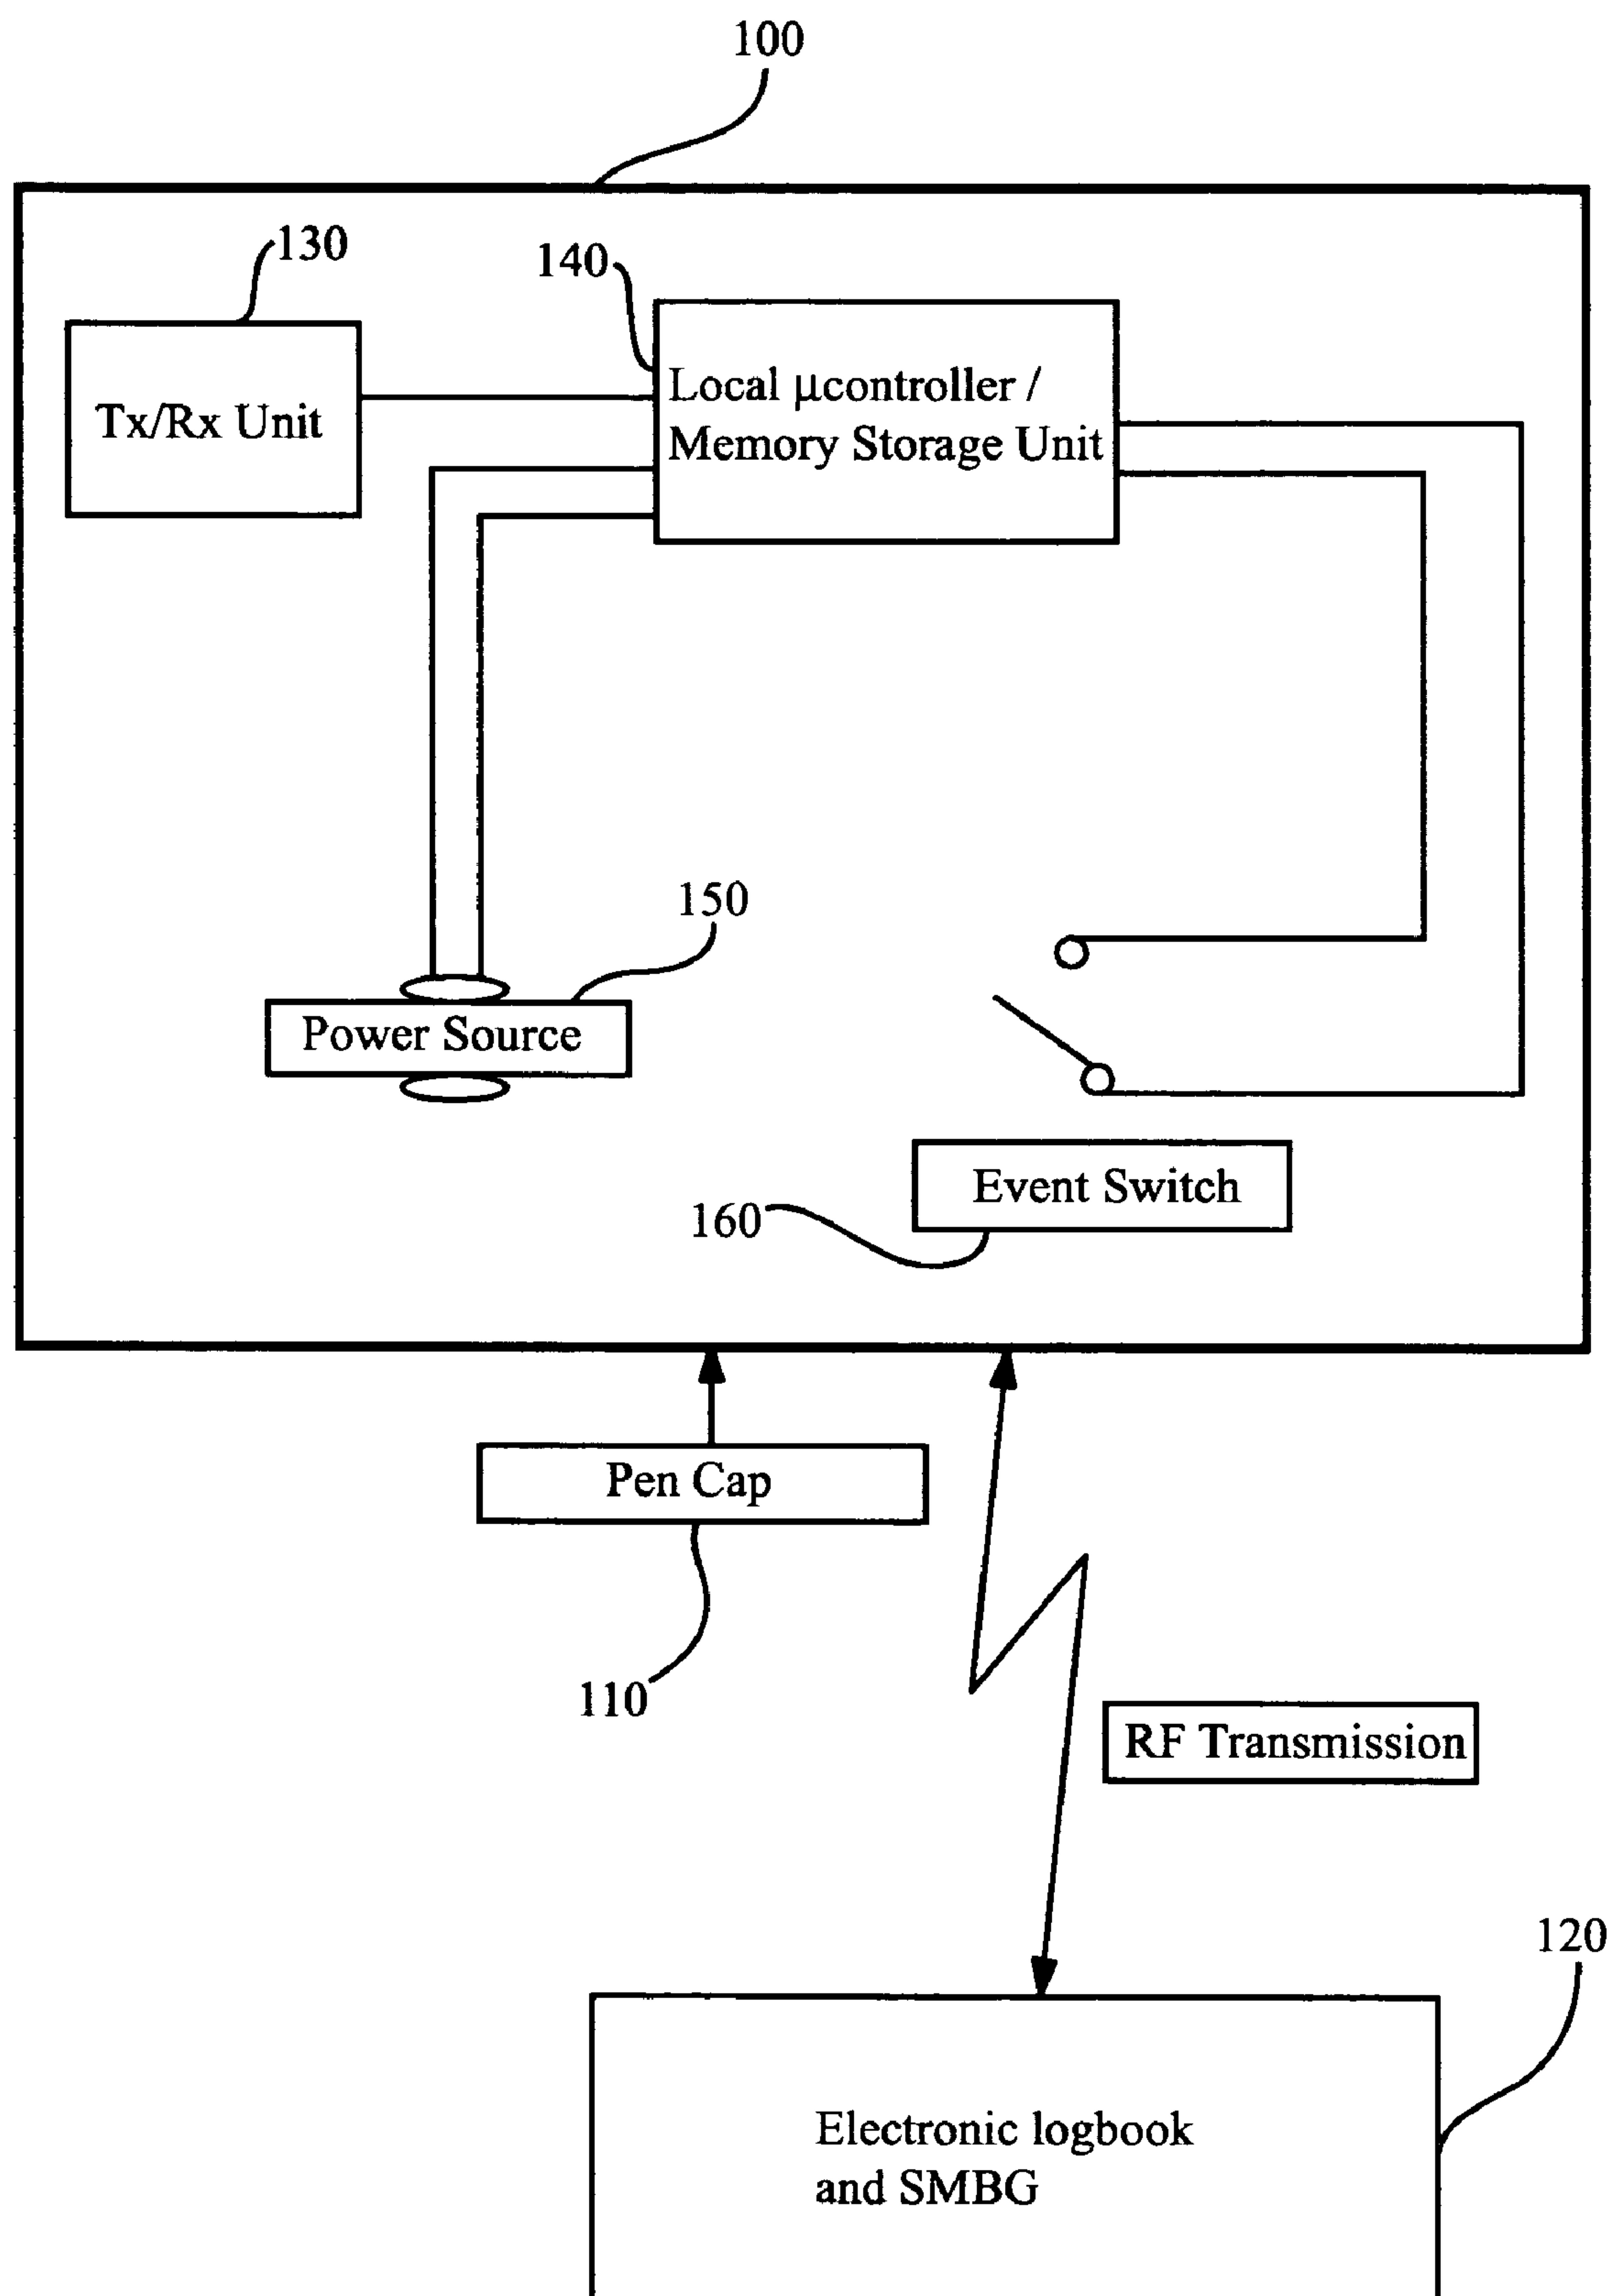 100
130
140
Tx/Rx Unit
Local μcontroller /
Memory Storage Unit
150
Power Source
Event Switch
160
Pen Cap
110
RF Transmission
120
Electronic logbook
and SMBG